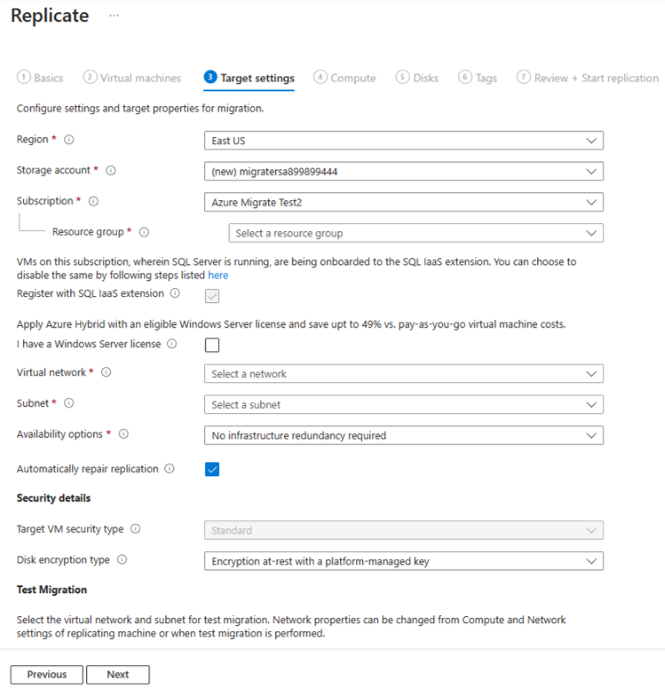 Replicate ...
1 Basics 2 Virtual machines 3 Target settings 4 Compute 5 Disks 6 Tags 7 Review + Start replication
Configure settings and target properties for migration.
Region *
East US
Storage account *
(new) migratersa899899444
Subscription *
Azure Migrate Test2
Resource group *
Select a resource group
VMs on this subscription, wherein SQL Server is running, are being onboarded to the SQL IaaS extension. You can choose to
disable the same by following steps listed here
Register with SQL IaaS extension
Apply Azure Hybrid with an eligible Windows Server license and save upt to 49% vs. pay-as-you-go virtual machine costs.
I have a Windows Server license
Virtual network *
Select a network
Subnet *
Select a subnet
Availability options *
No infrastructure redundancy required
Automatically repair replication
Security details
Target VM security type
Standard
Disk encryption type
Encryption at-rest with a platform-managed key
Test Migration
Select the virtual network and subnet for test migration. Network properties can be changed from Compute and Network
settings of replicating machine or when test migration is performed.
Previous Next